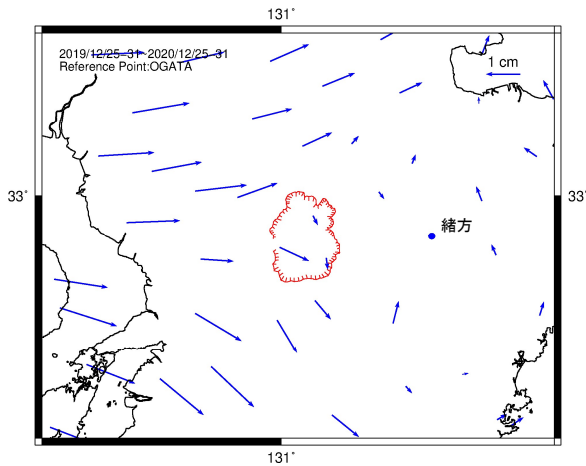 131°
2019/12/25-31-2020/12/25-31
Reference Point:OGATA
1 cm
33°
33°
緒方
131°